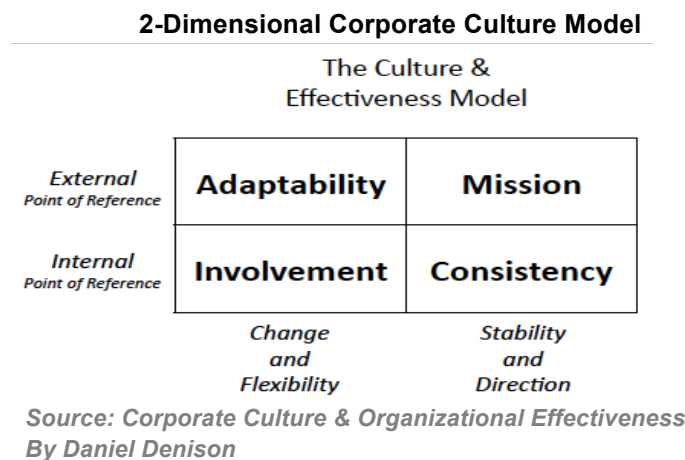 2-Dimensional Corporate Culture Model
The Culture &
Effectiveness Model
External
Point of Reference
Adaptability
Mission
Internal
Point of Reference
Involvement
Consistency
Change
and
Flexibility
Stability
and
Direction
Source: Corporate Culture & Organizational Effectiveness
By Daniel Denison